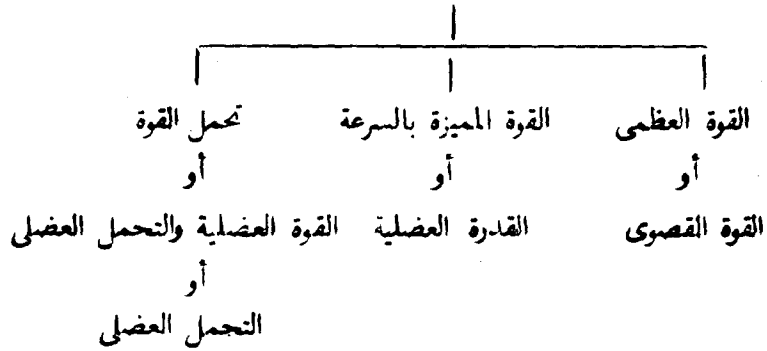 القوة العظمى القوة المميزة بالسرعة تحمل القوة
أو أو أو
القوة القصوى القدرة العضلية القوة العضلية والتحمل العضلى
أو
التحمل العضلى